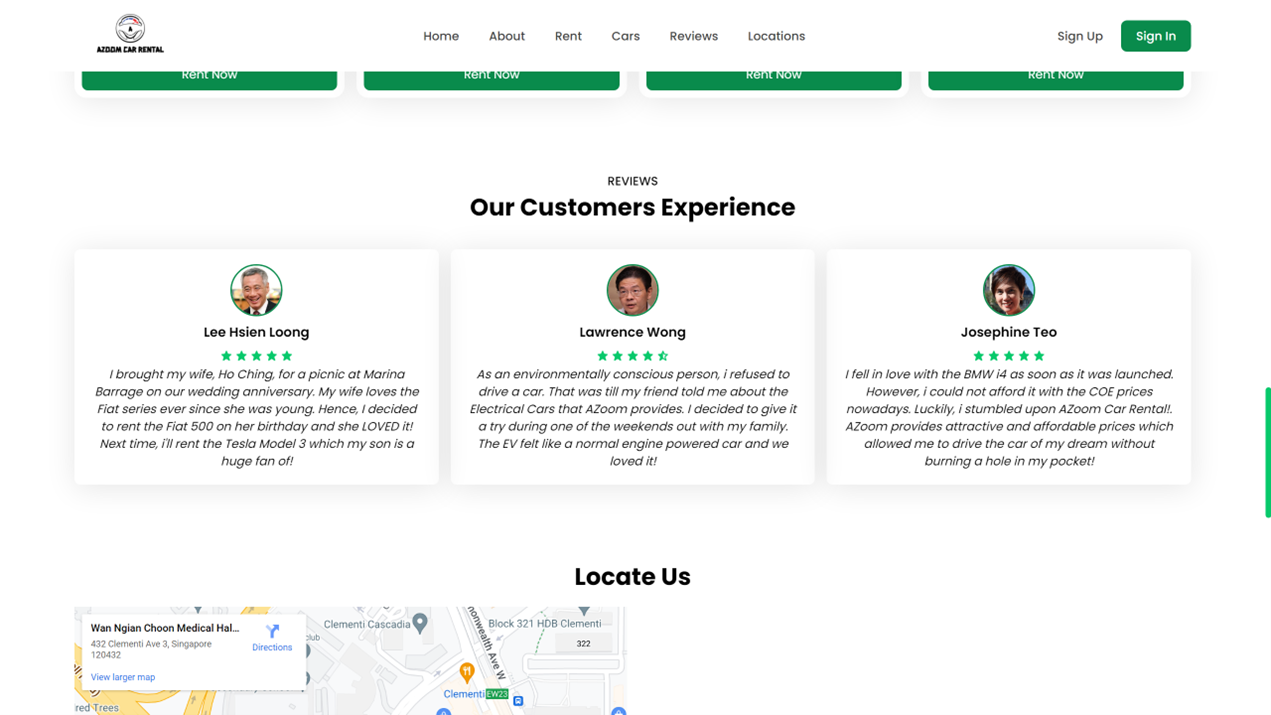 AZOOM CAR RENTAL
Home About Rent Cars Reviews Locations Sign Up Sign In
Rent Now Rent Now Rent Now Rent Now
REVIEWS
Our Customers Experience
Lee Hsien Loong
I brought my wife, Ho Ching, for a picnic at Marina
Barrage on our wedding anniversary. My wife loves the
Fiat series ever since she was young. Hence, I decided
to rent the Fiat 500 on her birthday and she LOVED it!
Next time, i'll rent the Tesla Model 3 which my son is a
huge fan of!
Lawrence Wong
As an environmentally conscious person, i refused to
drive a car. That was till my friend told me about the
Electrical Cars that AZoom provides. I decided to give it
a try during one of the weekends out with my family.
The EV felt like a normal engine powered car and we
loved it!
Josephine Teo
I fell in love with the BMW i4 as soon as it was launched.
However, i could not afford it with the COE prices
nowadays. Luckily, i stumbled upon AZoom Car Rental!.
AZoom provides attractive and affordable prices which
allowed me to drive the car of my dream without
burning a hole in my pocket!
Locate Us
Wan Ngian Choon Medical Hal...
432 Clementi Ave 3, Singapore
120432
Directions
View larger map
club
Clementi Cascadia
Block 321 HDB Clementi
322
monwealth Ave W
Clementi EW23
red Trees